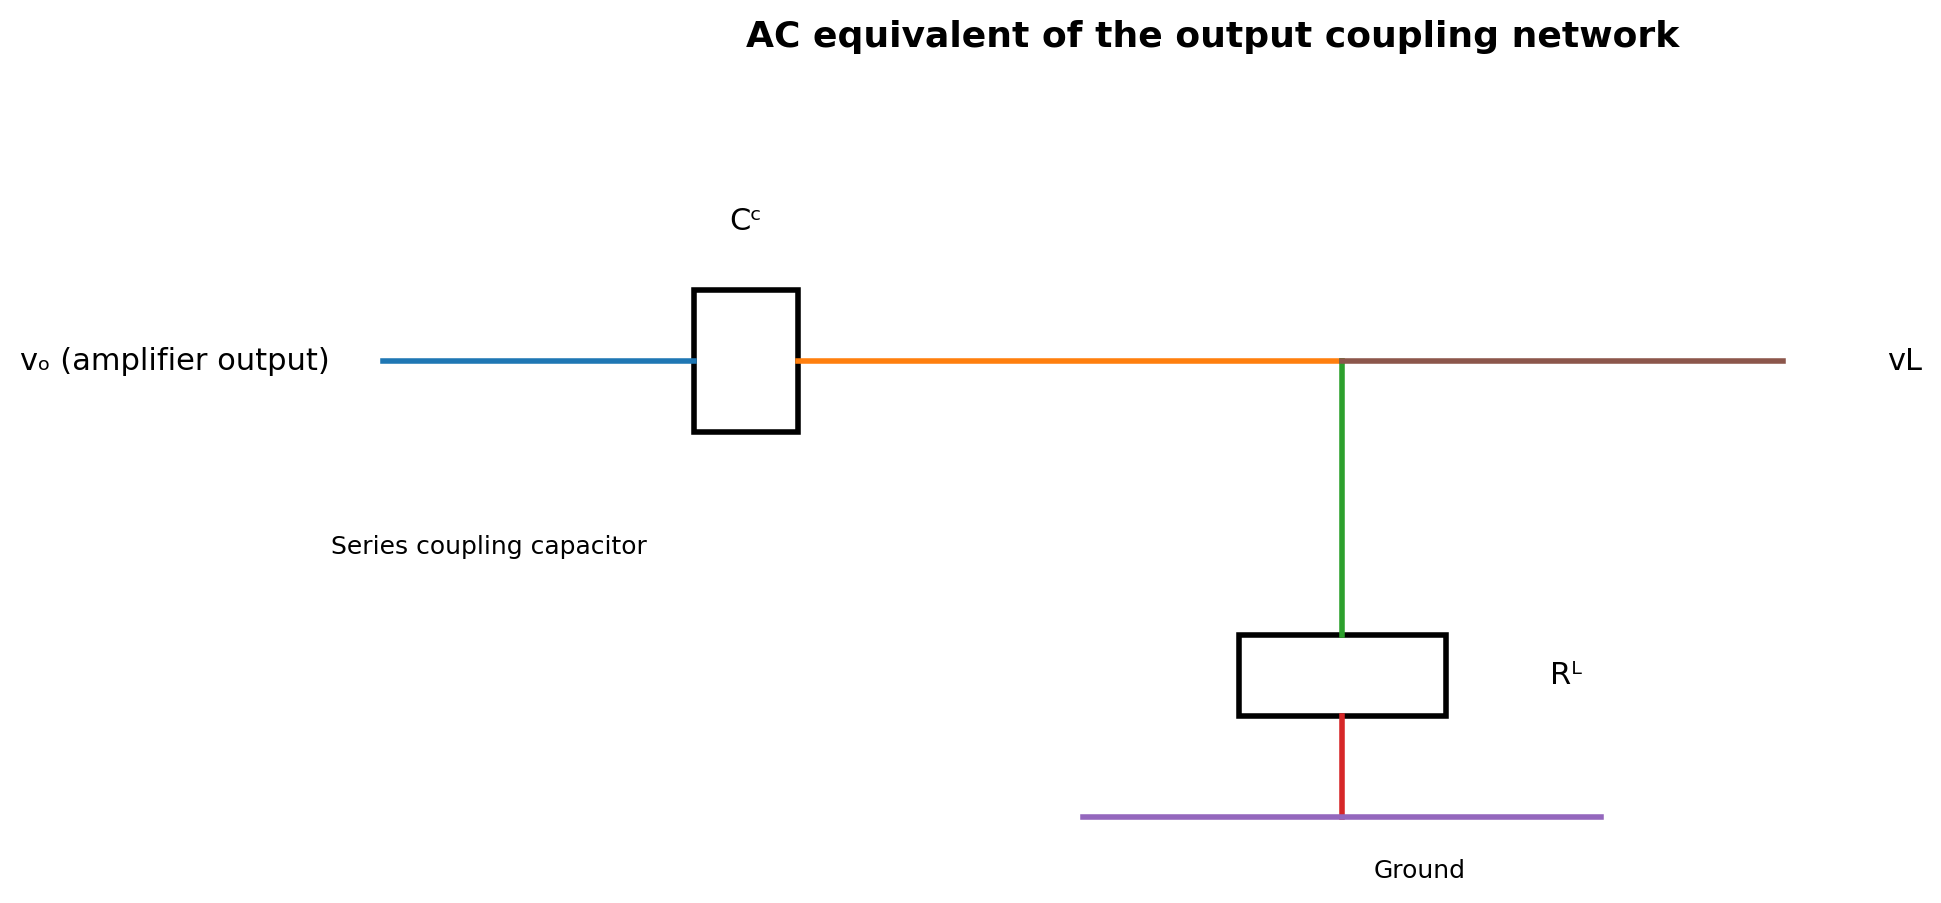 AC equivalent of the output coupling network
Cᶜ
vₒ (amplifier output)
vL
Series coupling capacitor
Rᴸ
Ground